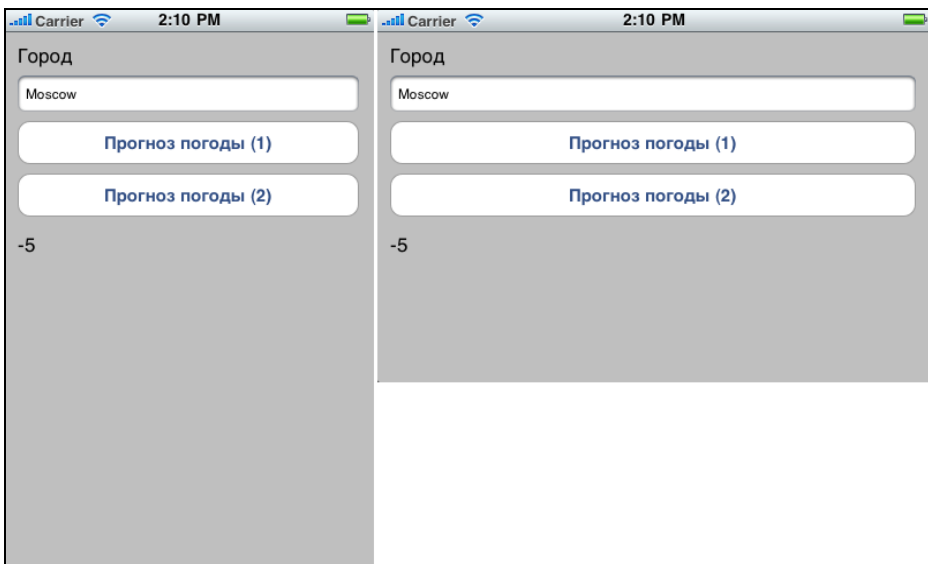 Carrier 2:10 PM
Город
Moscow
Прогноз погоды (1)
Прогноз погоды (2)
-5
Carrier 2:10 PM
Город
Moscow
Прогноз погоды (1)
Прогноз погоды (2)
-5